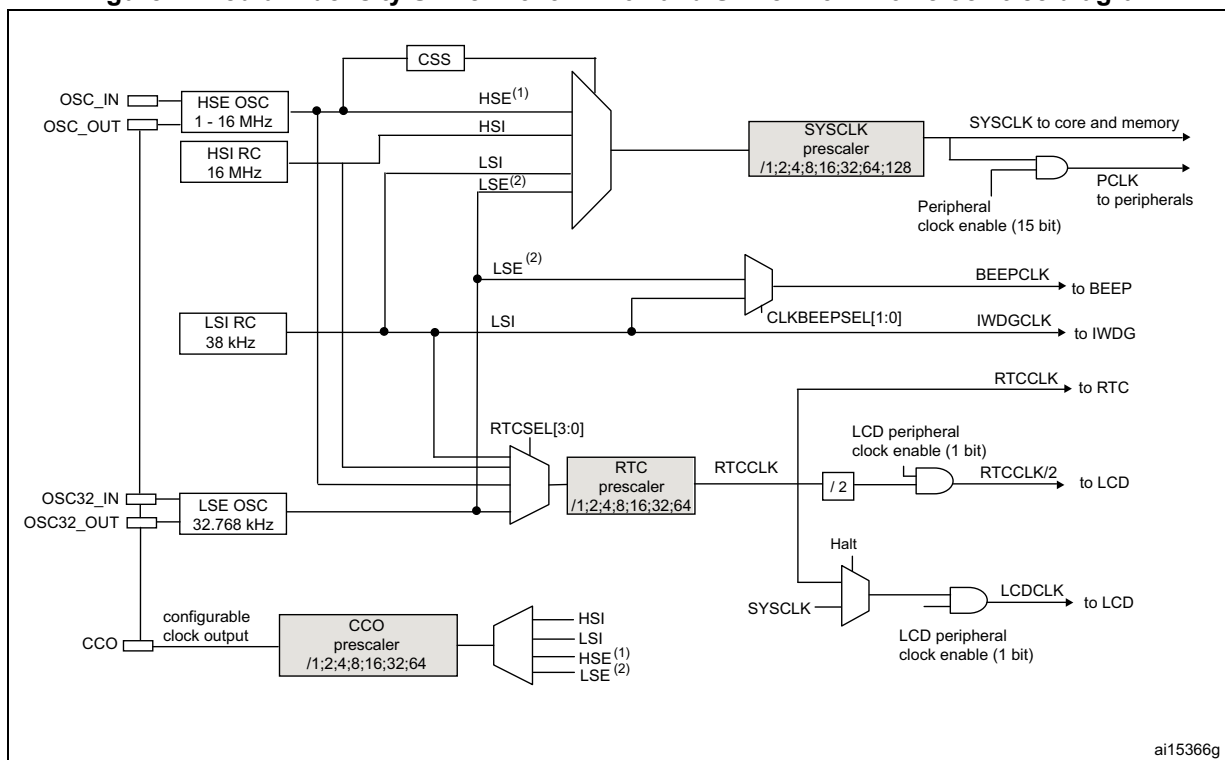 CSS
OSC_IN
OSC_OUT
HSE OSC
1 - 16 MHz
HSE(1)
HSI RC
16 MHz
HSI
LSI
LSE(2)
SYSCLK
prescaler
/1;2;4;8;16;32;64;128
SYSCLK to core and memory
PCLK
to peripherals
Peripheral
clock enable (15 bit)
LSE (2)
BEEPCLK
to BEEP
CLKBEEPSEL[1:0]
LSI RC
38 kHz
LSI
IWDGCLK
to IWDG
RTCCLK
to RTC
RTCSEL[3:0]
LCD peripheral
clock enable (1 bit)
RTC
prescaler
/1;2;4;8;16;32;64
RTCCLK
/ 2
RTCCLK/2
to LCD
OSC32_IN
OSC32_OUT
LSE OSC
32.768 kHz
Halt
SYSCLK
LCDCLK
to LCD
LCD peripheral
clock enable (1 bit)
CCO
configurable
clock output
CCO
prescaler
/1;2;4;8;16;32;64
HSI
LSI
HSE(1)
LSE(2)
ai15366g